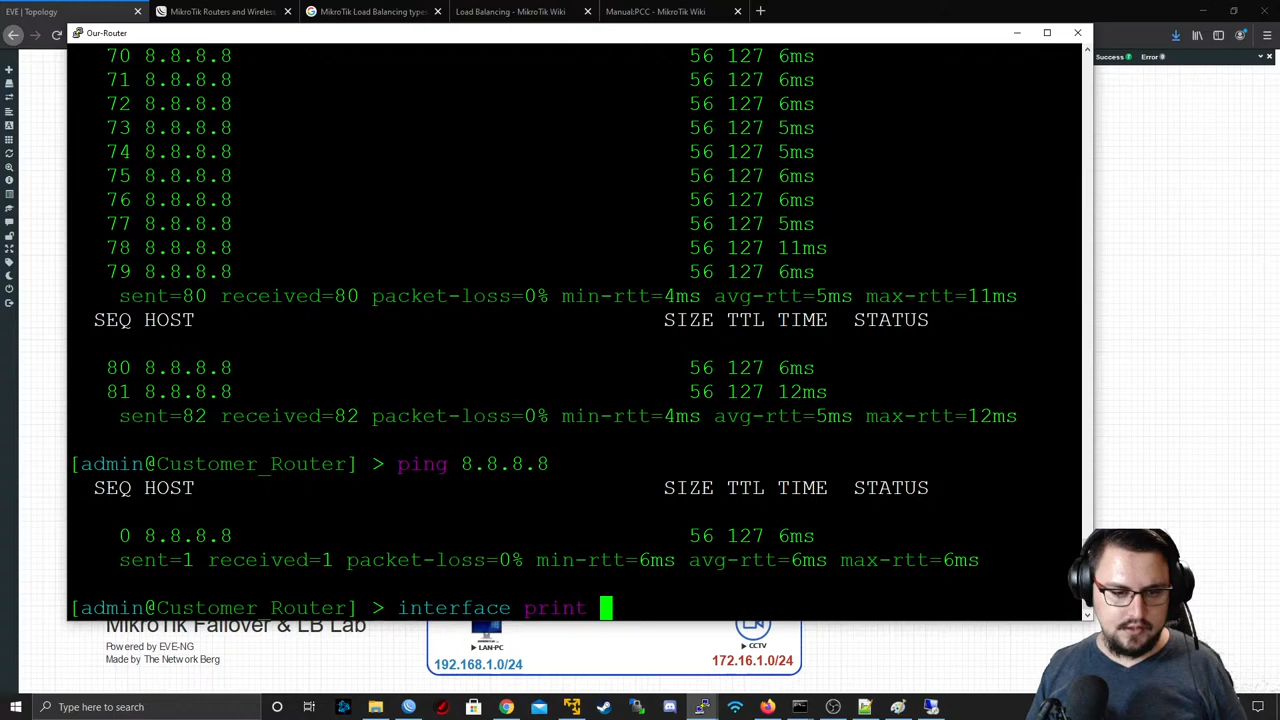 EVE | Topology
MikroTik Routers and Wireless
MikroTik Load Balancing types
Load Balancing - MikroTik Wiki
Manual:PCC - MikroTik Wiki
Our-Router
Success 7 Error 0
70 8.8.8.8 56 127 6ms
71 8.8.8.8 56 127 6ms
72 8.8.8.8 56 127 6ms
73 8.8.8.8 56 127 5ms
74 8.8.8.8 56 127 5ms
75 8.8.8.8 56 127 6ms
76 8.8.8.8 56 127 6ms
77 8.8.8.8 56 127 5ms
78 8.8.8.8 56 127 11ms
79 8.8.8.8 56 127 6ms
sent=80 received=80 packet-loss=0% min-rtt=4ms avg-rtt=5ms max-rtt=11ms
SEQ HOST SIZE TTL TIME STATUS
80 8.8.8.8 56 127 6ms
81 8.8.8.8 56 127 12ms
sent=82 received=82 packet-loss=0% min-rtt=4ms avg-rtt=5ms max-rtt=12ms
[admin@Customer_Router] > ping 8.8.8.8
SEQ HOST SIZE TTL TIME STATUS
0 8.8.8.8 56 127 6ms
sent=1 received=1 packet-loss=0% min-rtt=6ms avg-rtt=6ms max-rtt=6ms
[admin@Customer_Router] > interface print
MikroTik Failover & LB Lab
Powered by EVE-NG
Made by The Network Berg
LAN-PC
192.168.1.0/24
CCTV
172.16.1.0/24
Type here to search